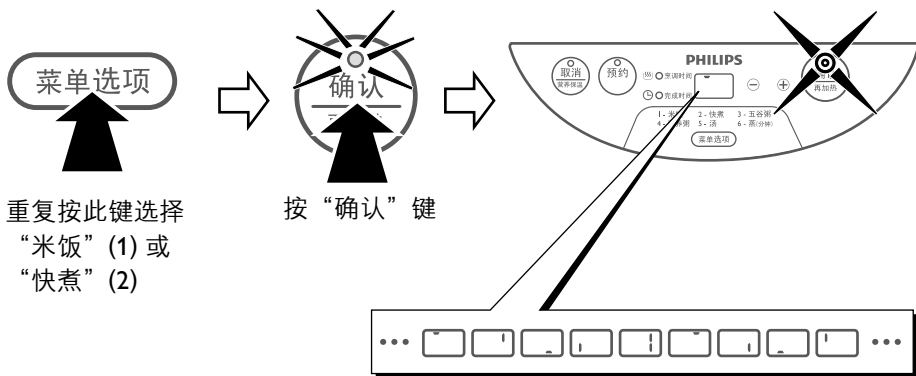 菜单选项
重复按此键选择
“米饭”(1) 或
“快煮”(2)
确认
按“确认”键
PHILIPS
取消
营养保温
预约
烹调时间
完成时间
再加热
1 - 米
2 - 快煮
3 - 五谷粥
4 -
粥
5 - 汤
6 - 蒸(分钟)
菜单选项